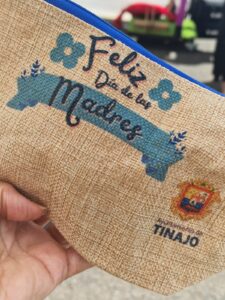 Feliz
Día de las
Madres
Ayuntamiento de
TINAJO